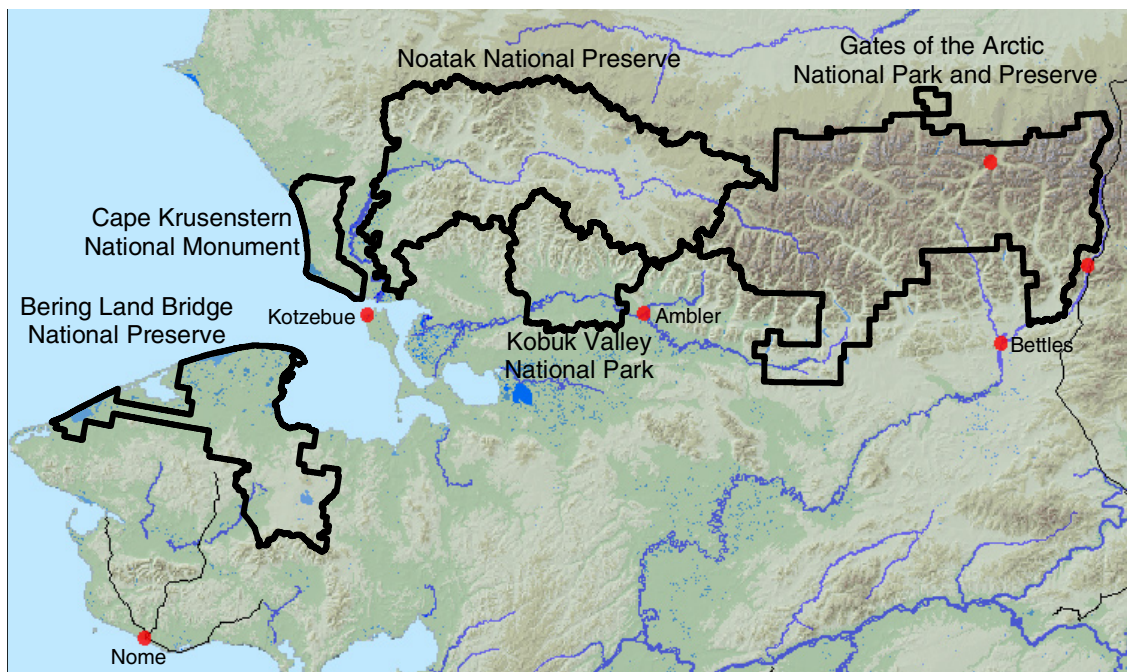 Noatak National Preserve
Gates of the Arctic
National Park and Preserve
Cape Krusenstern
National Monument
Bering Land Bridge
National Preserve
Kotzebue
Ambler
Kobuk Valley
National Park
Bettles
Nome